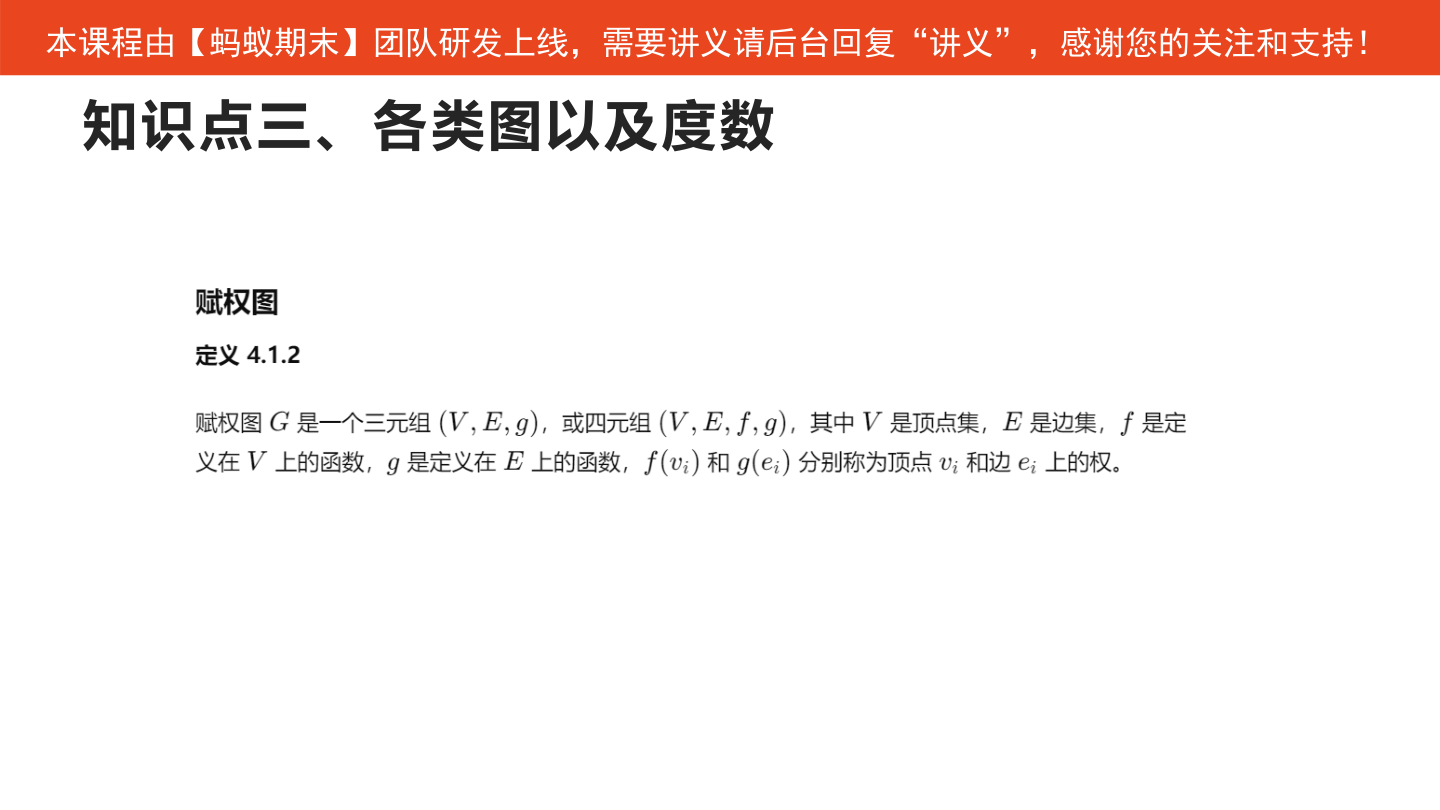 本课程由【蚂蚁期末】团队研发上线，需要讲义请后台回复“讲义”，感谢您的关注和支持！
知识点三、各类图以及度数
赋权图
定义 4.1.2
赋权图 G 是一个三元组 (V, E, g)，或四元组 (V, E, f, g)，其中 V 是顶点集，E 是边集，f 是定
义在 V 上的函数，g 是定义在 E 上的函数，f(v_i) 和 g(e_i) 分别称为顶点 v_i 和边 e_i 上的权。